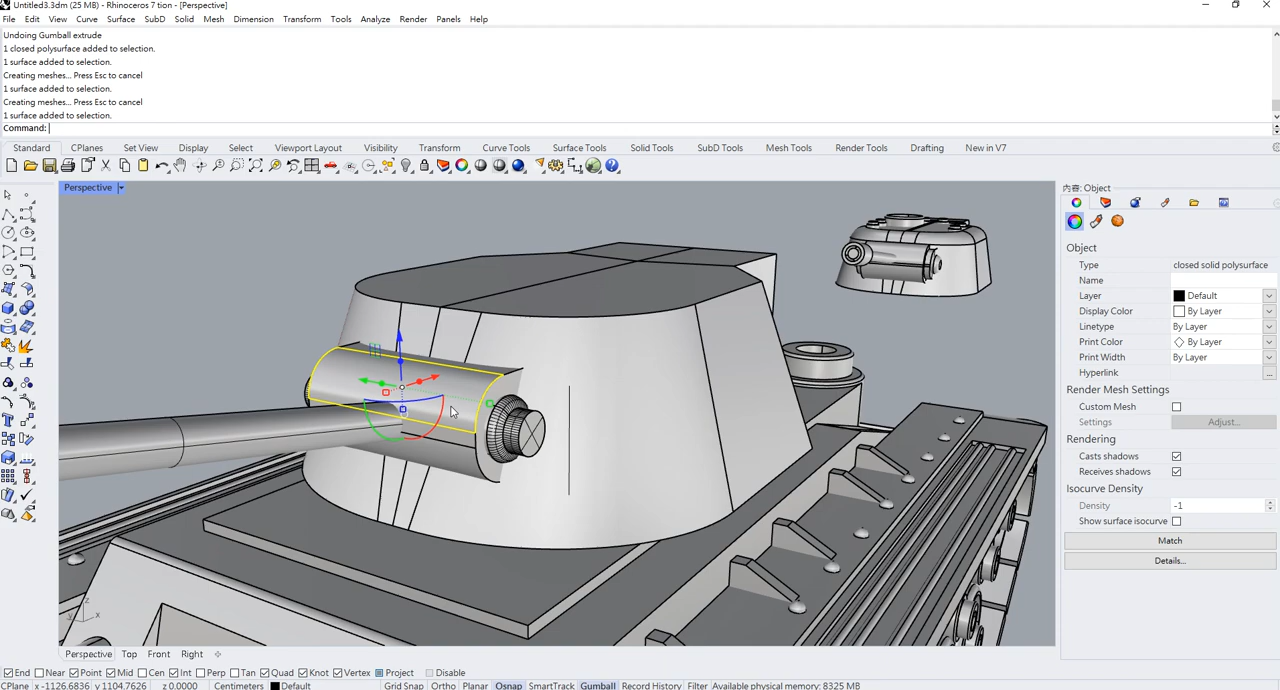 Untitled3.3dm (25 MB) - Rhinoceros 7 tion - [Perspective]
File Edit View Curve Surface SubD Solid Mesh Dimension Transform Tools Analyze Render Panels Help
Undoing Gumball extrude
1 closed polysurface added to selection.
1 surface added to selection.
Creating meshes... Press Esc to cancel
1 surface added to selection.
Creating meshes... Press Esc to cancel
1 surface added to selection.
Command:
Standard CPlanes Set View Display Select Viewport Layout Visibility Transform Curve Tools Surface Tools Solid Tools SubD Tools Mesh Tools Render Tools Drafting New in V7
Perspective
內容: Object
Object
Type closed solid polysurface
Name
Layer Default
Display Color By Layer
Linetype By Layer
Print Color By Layer
Print Width By Layer
Hyperlink ...
Render Mesh Settings
Custom Mesh
Settings Adjust...
Rendering
Casts shadows
Receives shadows
Isocurve Density
Density -1
Show surface isocurve
Match
Details...
z
y x
Perspective Top Front Right
End Near Point Mid Cen Int Perp Tan Quad Knot Vertex Project Disable
CPlane x -1126.6836 y 1104.7626 z 0.0000 Centimeters Default Grid Snap Ortho Planar Osnap SmartTrack Gumball Record History Filter Available physical memory: 8325 MB